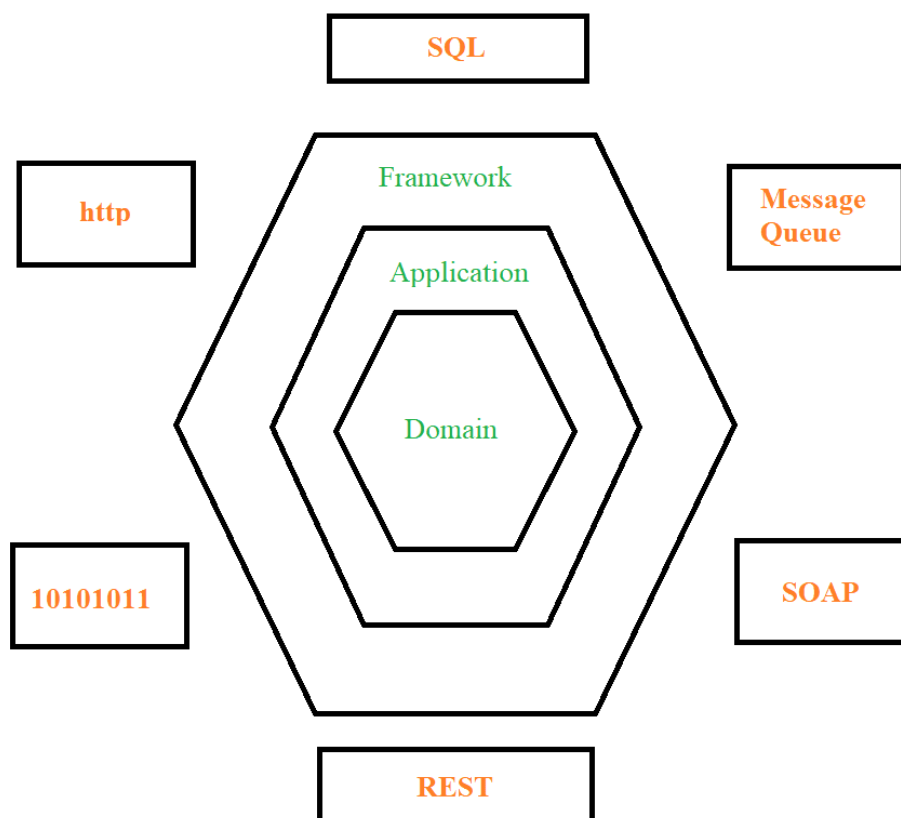 SQL
Framework
http
Message
Queue
Application
Domain
10101011
SOAP
REST